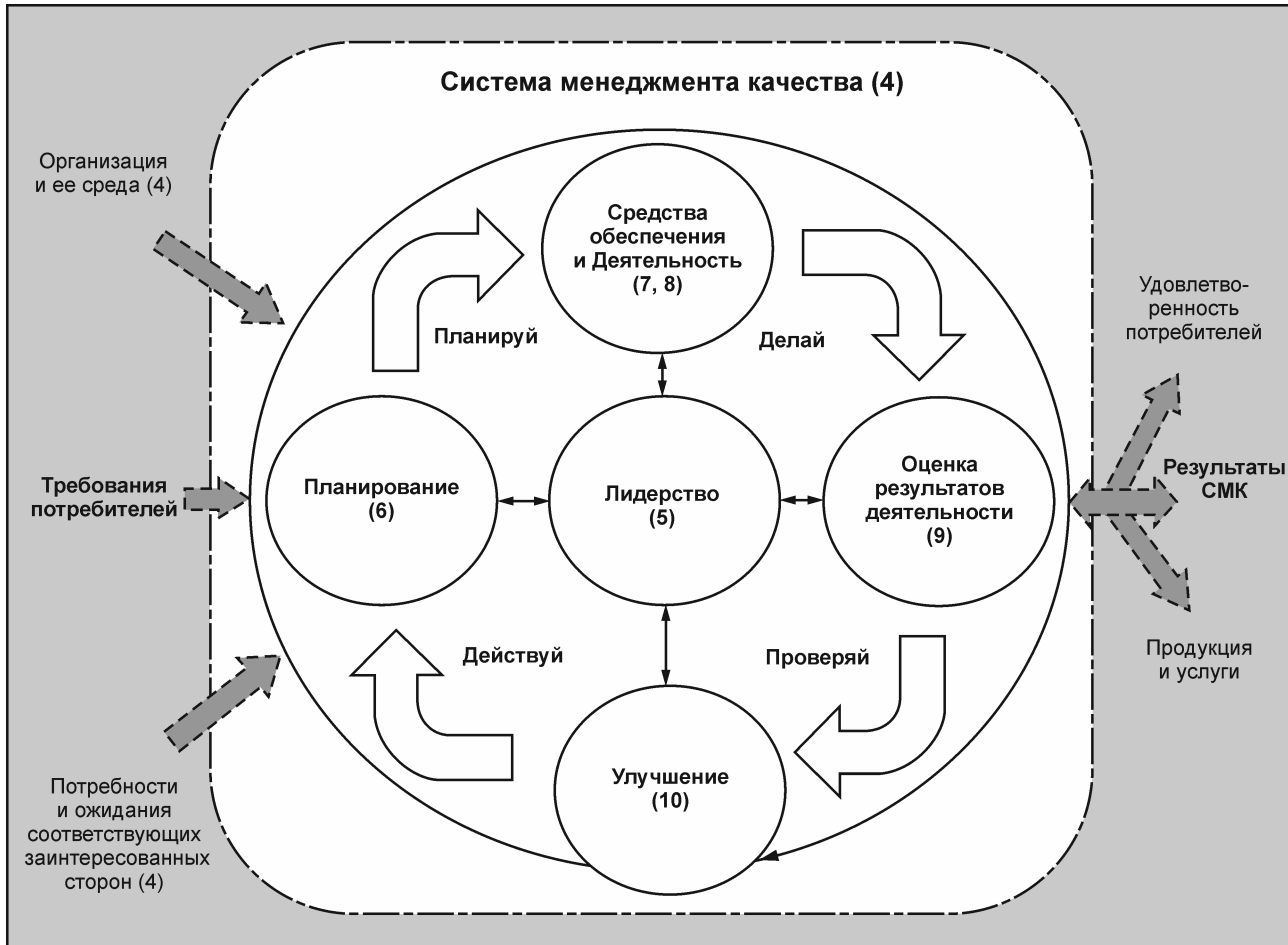 Система менеджмента качества (4)
Организация
и ее среда (4)
Средства
обеспечения
и Деятельность
(7, 8)
Планируй
Делай
Удовлетво-
ренность
потребителей
Требования
потребителей
Планирование
(6)
Лидерство
(5)
Оценка
результатов
деятельности
(9)
Результаты
СМК
Действуй
Проверяй
Продукция
и услуги
Улучшение
(10)
Потребности
и ожидания
соответствующих
заинтересованных
сторон (4)